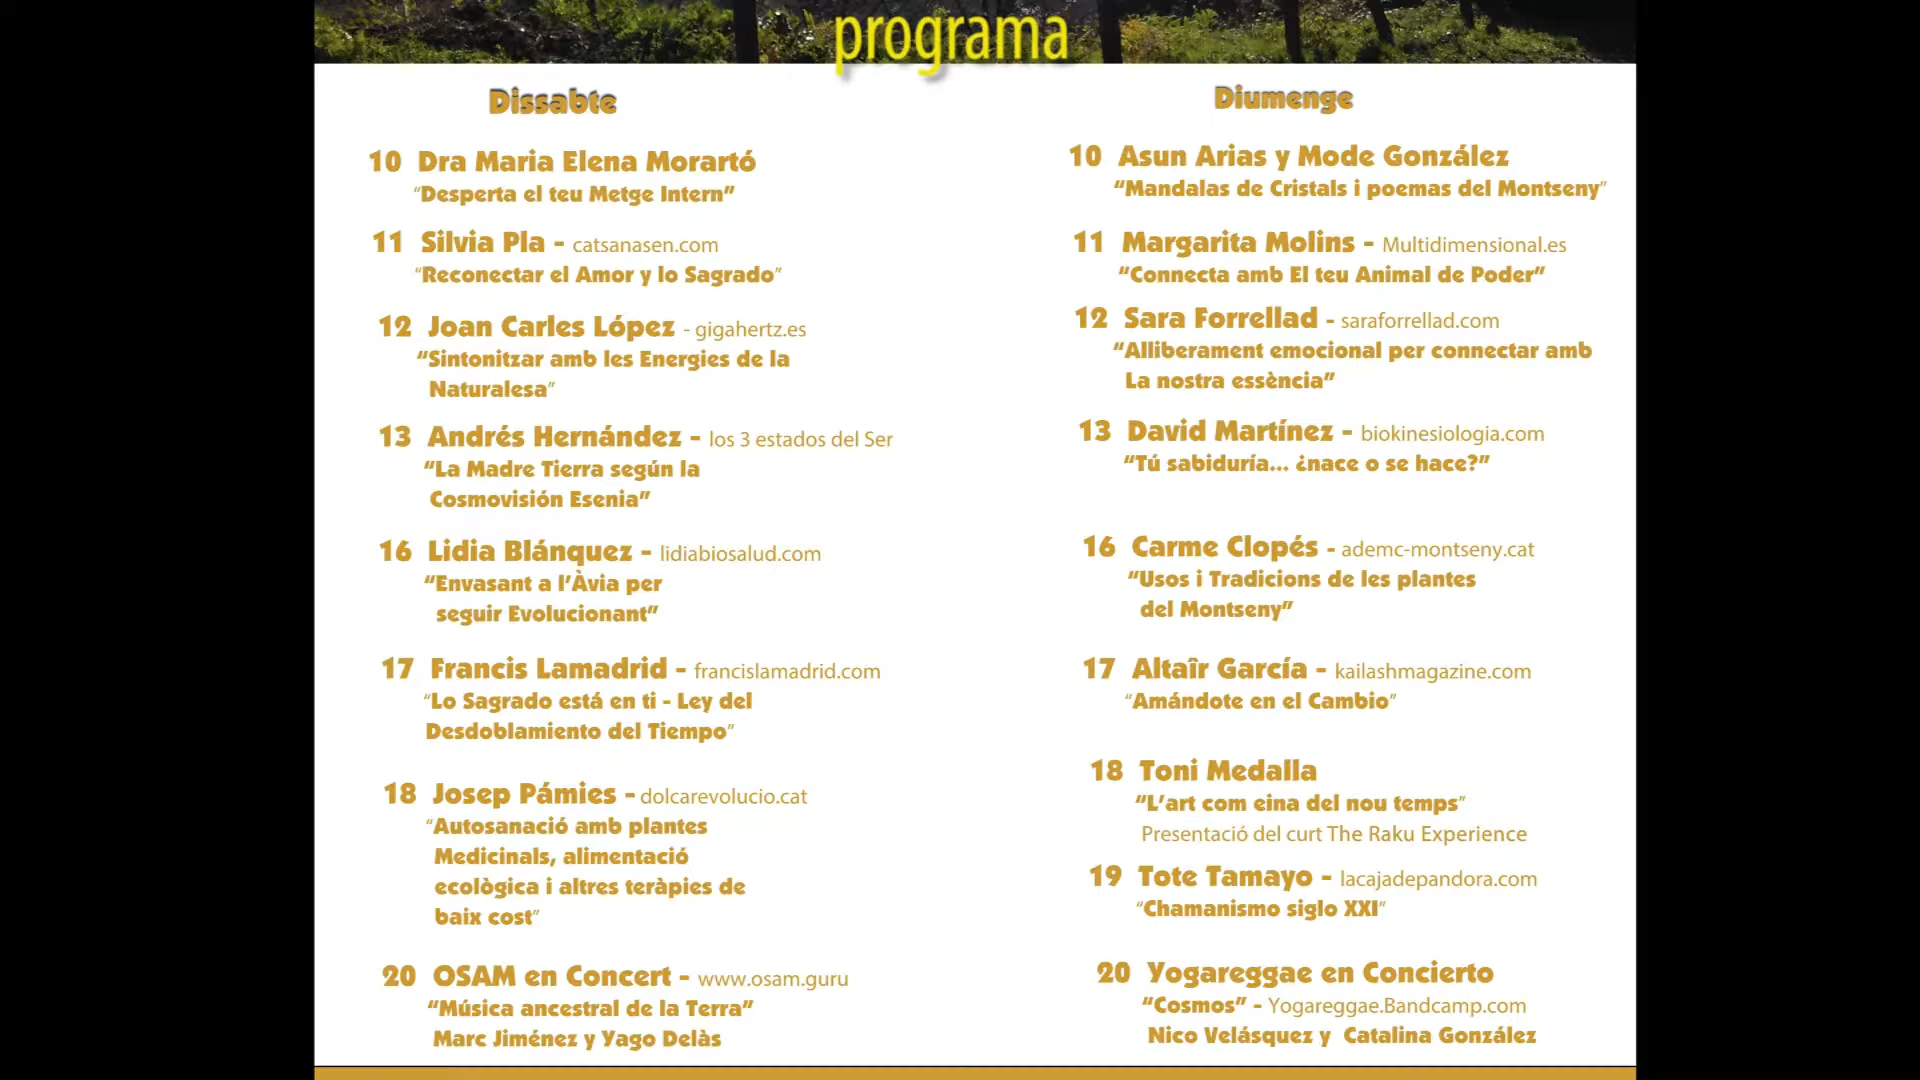 programa
Dissabte
10 Dra Maria Elena Morartó
“Desperta el teu Metge Intern”
11 Silvia Pla - catsanasen.com
“Reconectar el Amor y lo Sagrado”
12 Joan Carles López - gigahertz.es
“Sintonitzar amb les Energies de la
Naturalesa”
13 Andrés Hernández - los 3 estados del Ser
“La Madre Tierra según la
Cosmovisión Esenia”
16 Lidia Blánquez - lidiabiosalud.com
“Envasant a l’Àvia per
seguir Evolucionant”
17 Francis Lamadrid - francislamadrid.com
“Lo Sagrado está en ti - Ley del
Desdoblamiento del Tiempo”
18 Josep Pámies - dolcarevolucio.cat
“Autosanació amb plantes
Medicinals, alimentació
ecològica i altres teràpies de
baix cost”
20 OSAM en Concert - www.osam.guru
“Música ancestral de la Terra”
Marc Jiménez y Yago Delàs
Diumenge
10 Asun Arias y Mode González
“Mandalas de Cristals i poemas del Montseny”
11 Margarita Molins - Multidimensional.es
“Connecta amb El teu Animal de Poder”
12 Sara Forrellad - saraforrellad.com
“Alliberament emocional per connectar amb
La nostra essència”
13 David Martínez - biokinesiologia.com
“Tú sabiduría... ¿nace o se hace?”
16 Carme Clopés - ademc-montseny.cat
“Usos i Tradicions de les plantes
del Montseny”
17 Altaîr García - kailashmagazine.com
“Amándote en el Cambio”
18 Toni Medalla
“L’art com eina del nou temps”
Presentació del curt The Raku Experience
19 Tote Tamayo - lacajadepandora.com
“Chamanismo siglo XXI”
20 Yogareggae en Concierto
“Cosmos” - Yogareggae.Bandcamp.com
Nico Velásquez y Catalina González